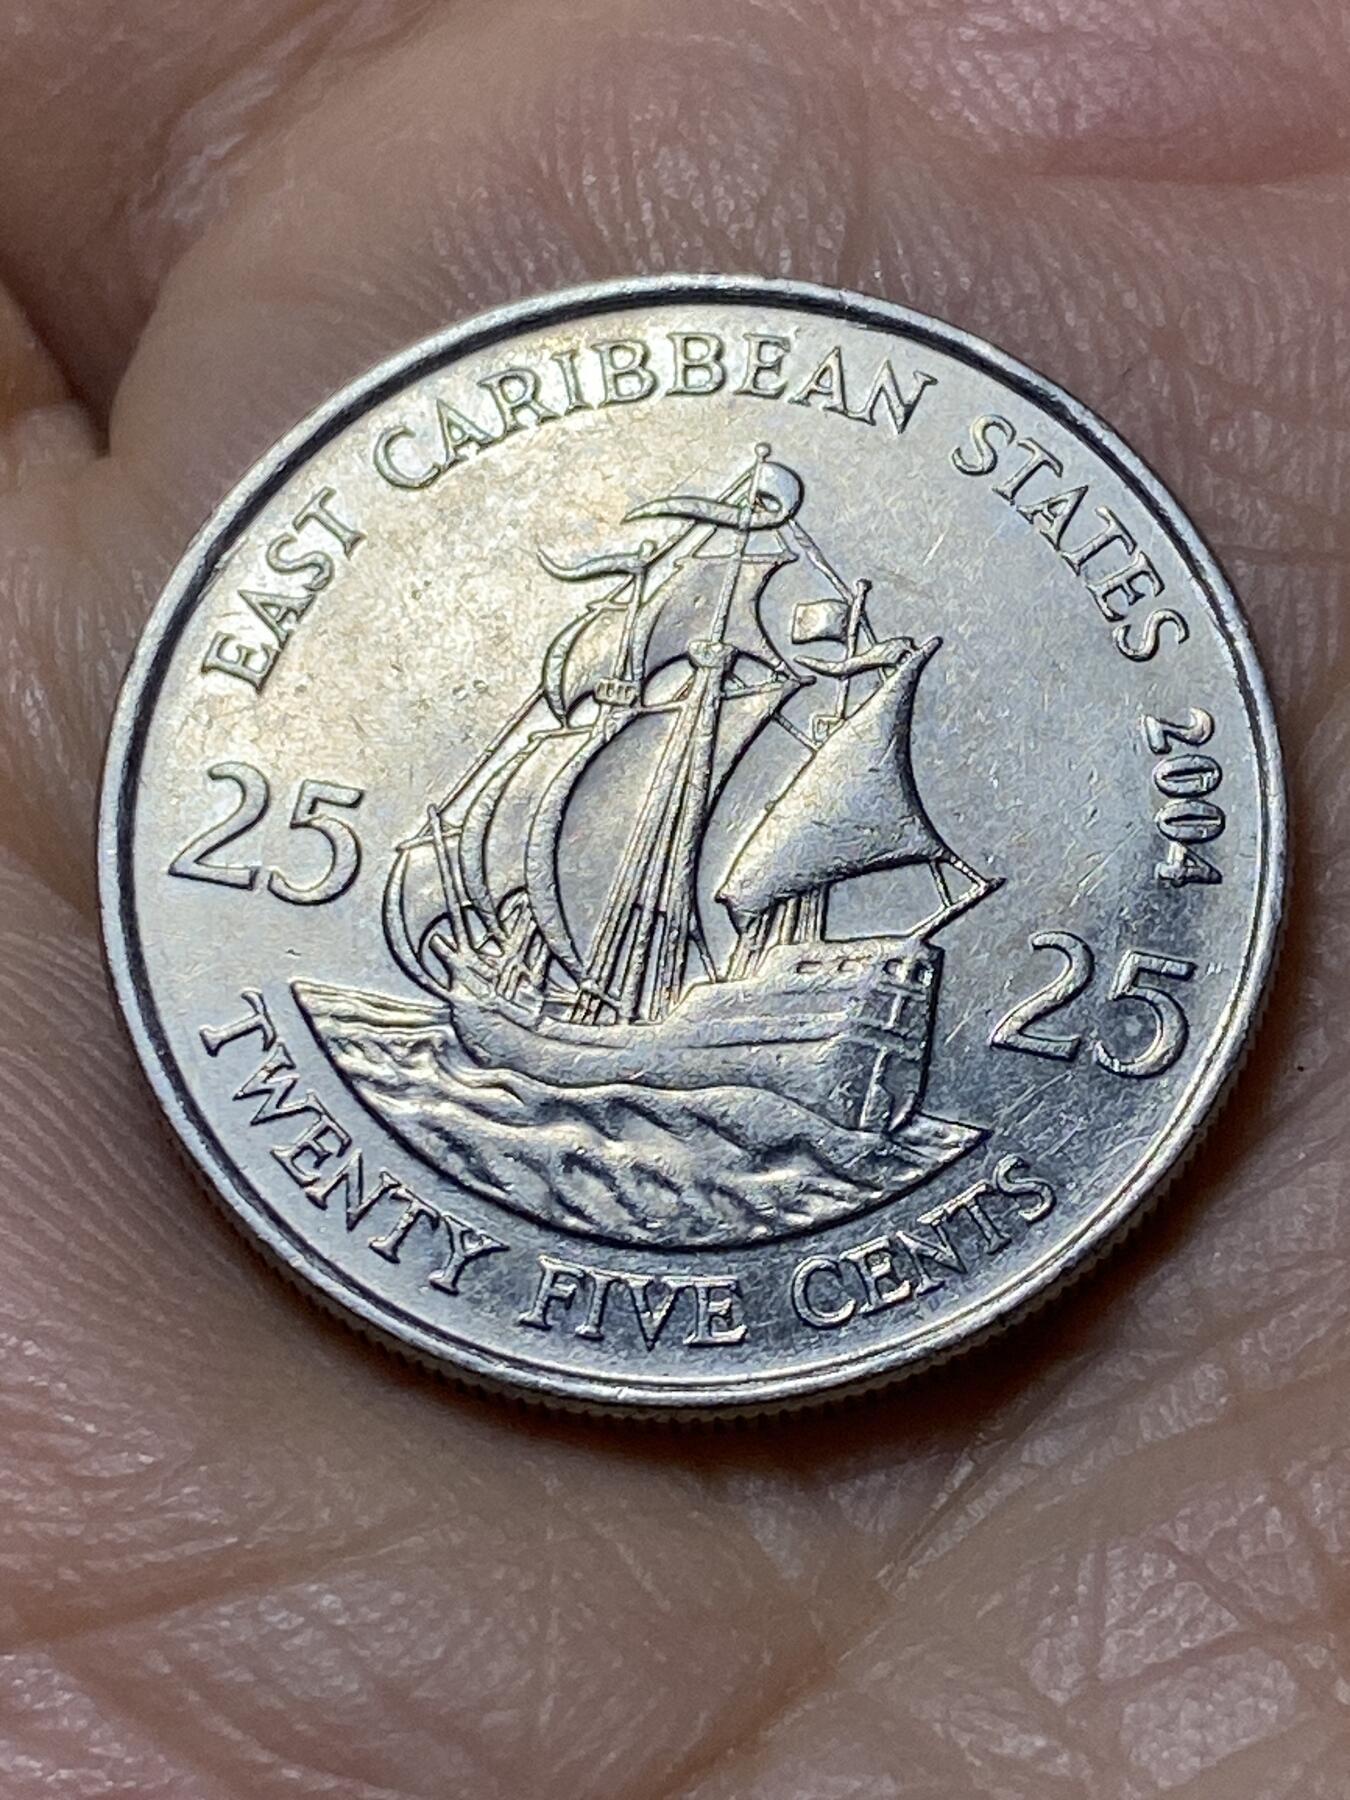 EAST CARIBBEAN STATES 2004
25
25
TWENTY FIVE CENTS